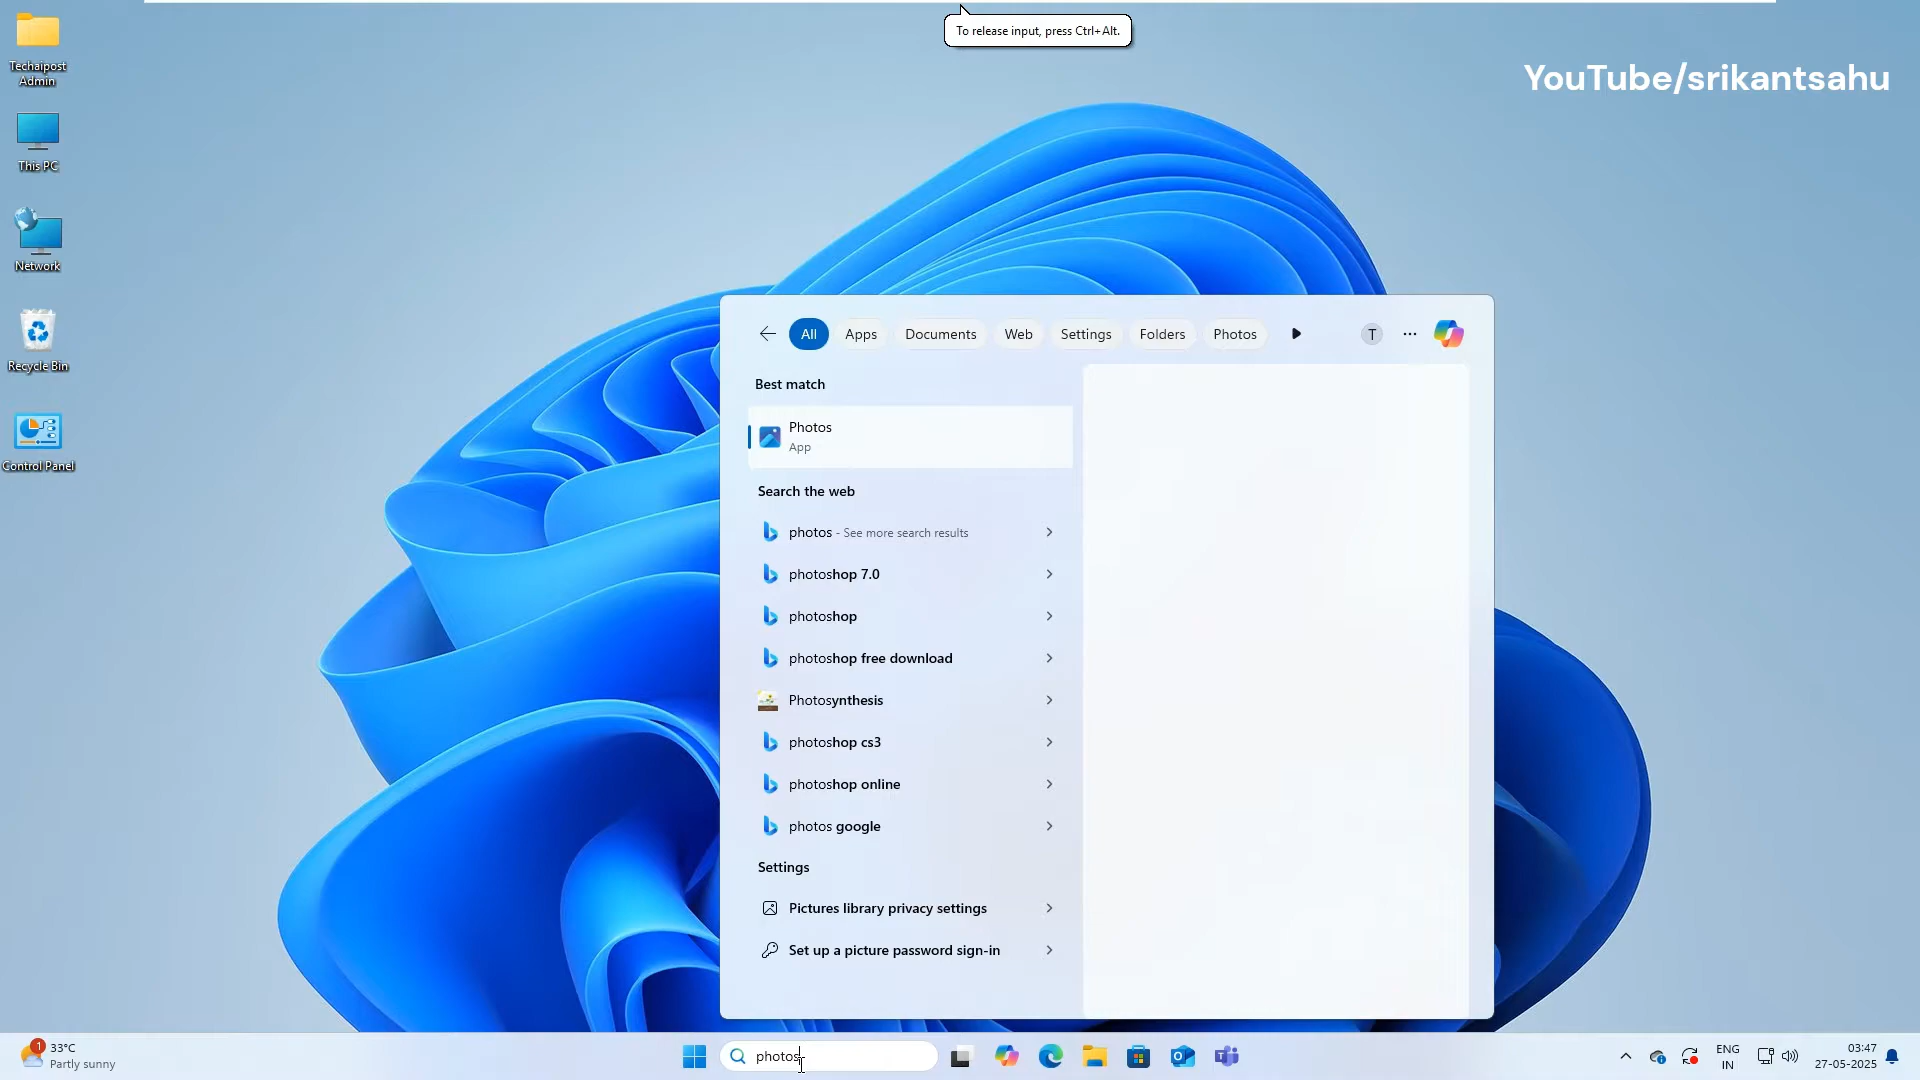 To release input, press Ctrl+Alt.
YouTube/srikantsahu
Techaipost
Admin
This PC
Network
Recycle Bin
Control Panel
All
Apps
Documents
Web
Settings
Folders
Photos
T
Best match
Photos
App
Search the web
photos - See more search results
photoshop 7.0
photoshop
photoshop free download
Photosynthesis
photoshop cs3
photoshop online
photos google
Settings
Pictures library privacy settings
Set up a picture password sign-in
1
33°C
Partly sunny
photos
ENG
IN
03:47
27-05-2025